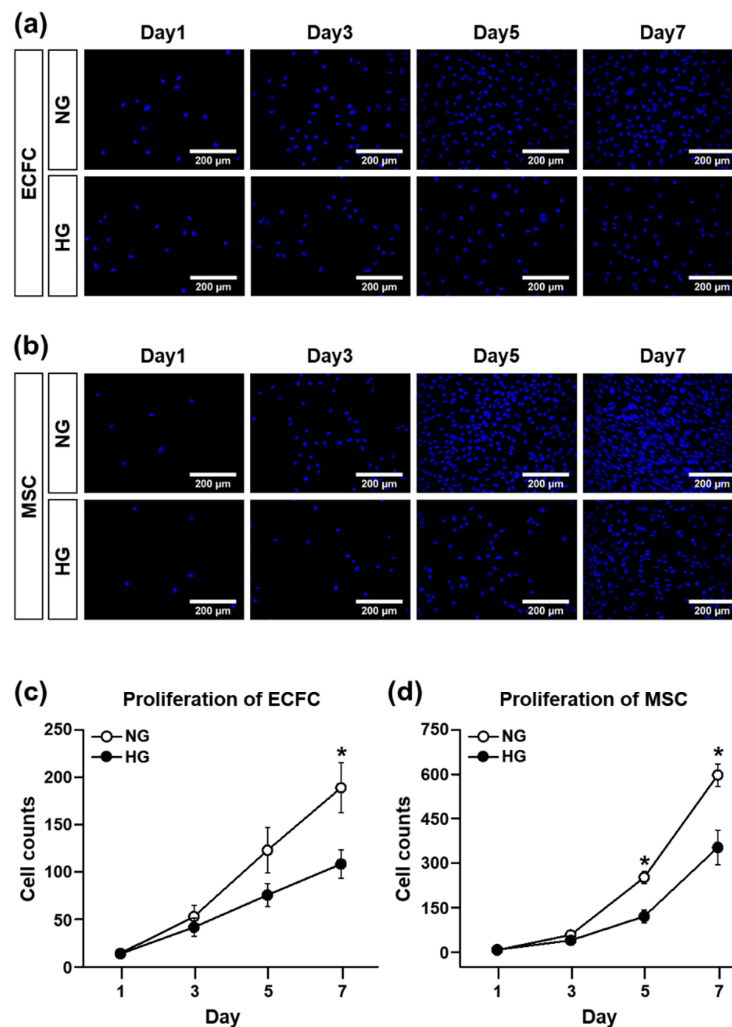 (a)
Day1 Day3 Day5 Day7
ECFC
NG
200 µm 200 µm 200 µm 200 µm
HG
200 µm 200 µm 200 µm 200 µm
(b)
Day1 Day3 Day5 Day7
MSC
NG
200 µm 200 µm 200 µm 200 µm
HG
200 µm 200 µm 200 µm 200 µm
(c) Proliferation of ECFC
Cell counts
250
200
150
100
50
0
NG
HG
*
1 3 5 7
Day
(d) Proliferation of MSC
Cell counts
750
600
450
300
150
0
NG
HG
*
*
1 3 5 7
Day